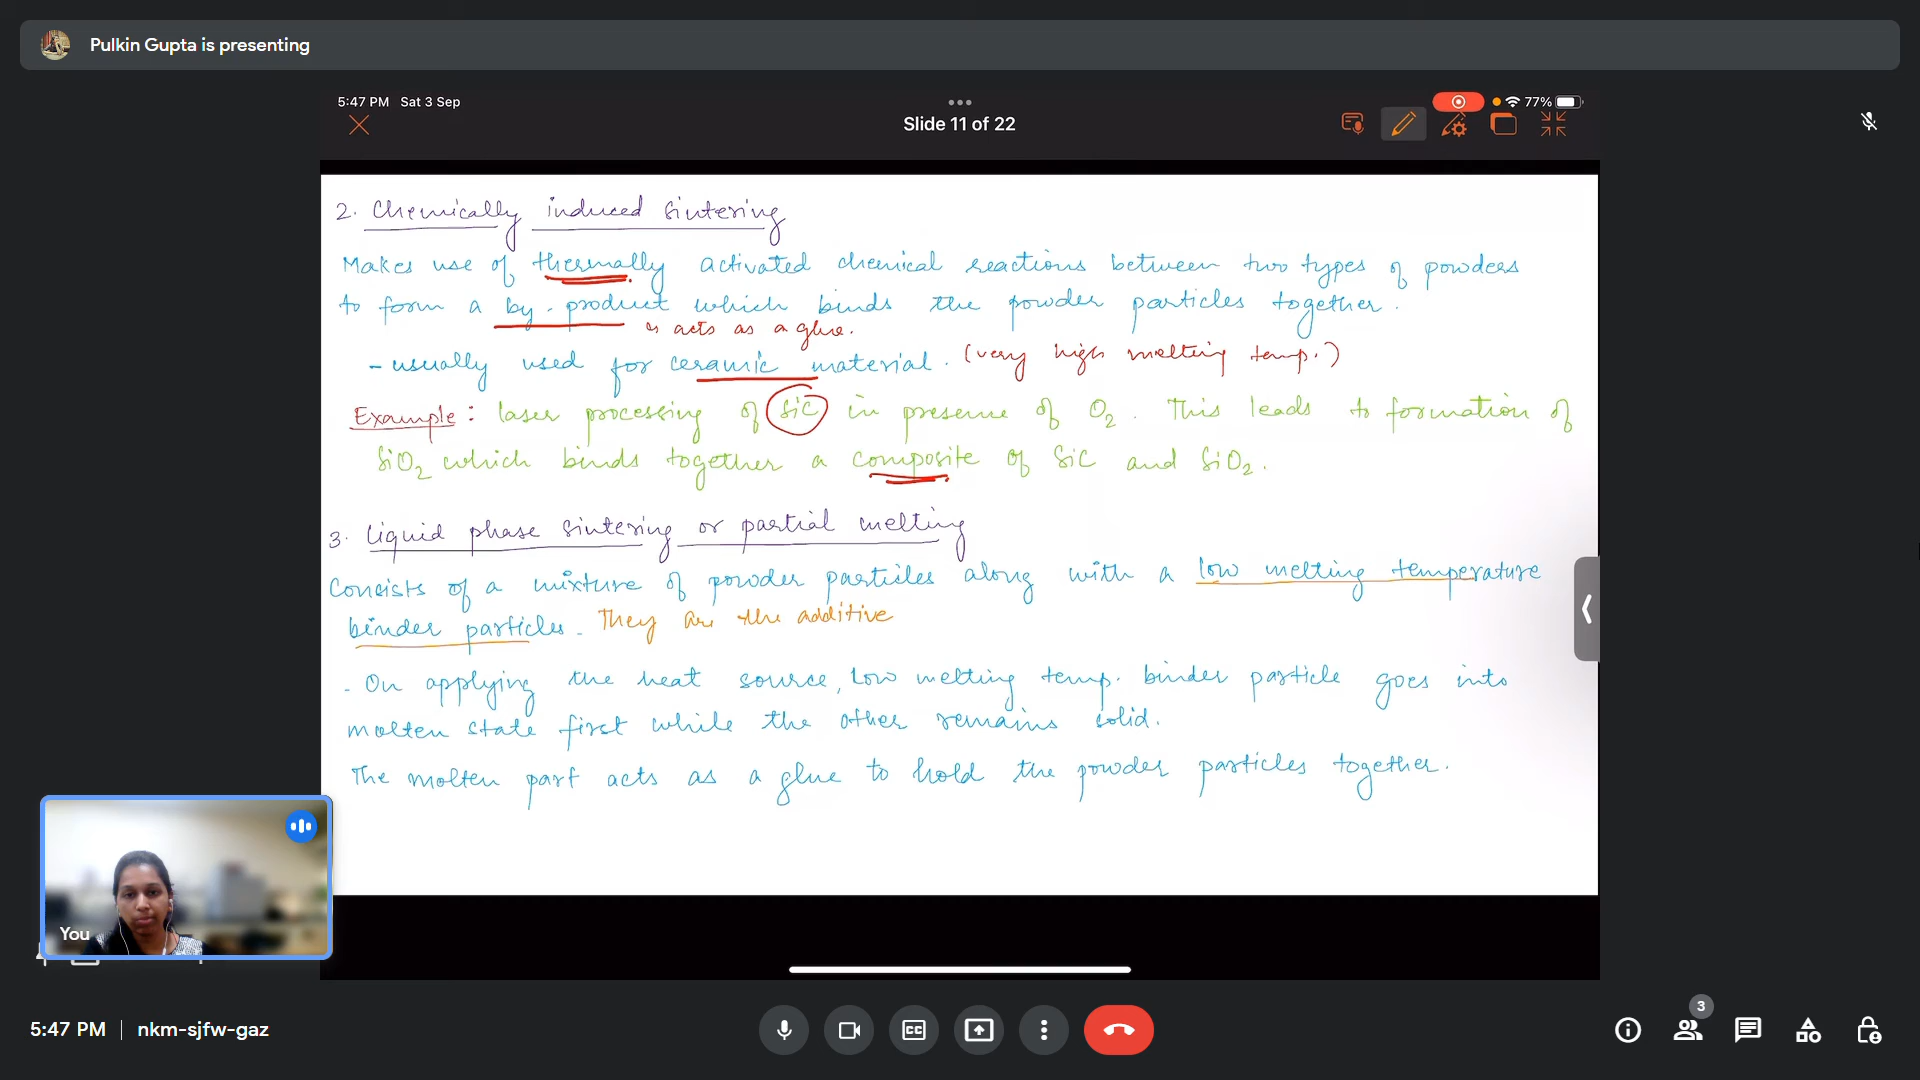 Pulkin Gupta is presenting
5:47 PM Sat 3 Sep
77%
Slide 11 of 22
2. Chemically induced sintering
Makes use of thermally activated chemical reactions between two types of powders
to form a by-product which binds the powder particles together.
↳ acts as a glue.
- usually used for ceramic material. (very high melting temp.)
Example: laser processing of SiC in presence of O2. This leads to formation of
SiO2 which binds together a composite of SiC and SiO2.
3. Liquid phase sintering or partial melting
Consists of a mixture of powder particles along with a low melting temperature
binder particles. They are the additive
- On applying the heat source, low melting temp. binder particle goes into
molten state first while the other remains solid.
The molten part acts as a glue to hold the powder particles together.
You
5:47 PM | nkm-sjfw-gaz
CC
3